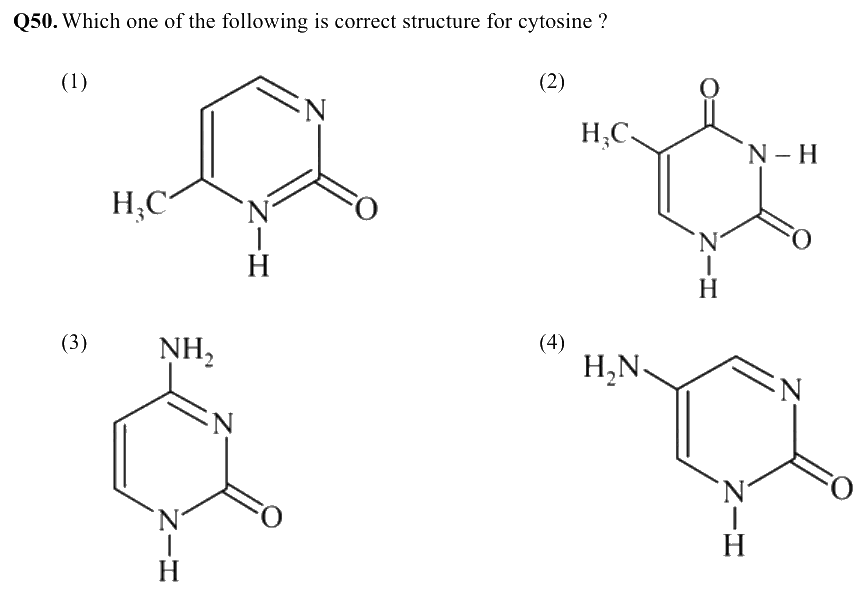 Q50. Which one of the following is correct structure for cytosine ?
(1)
N
H₃C
N
O
H
(2)
O
H₃C
N – H
N
O
H
(3)
NH₂
N
N
O
H
(4)
H₂N
N
N
O
H